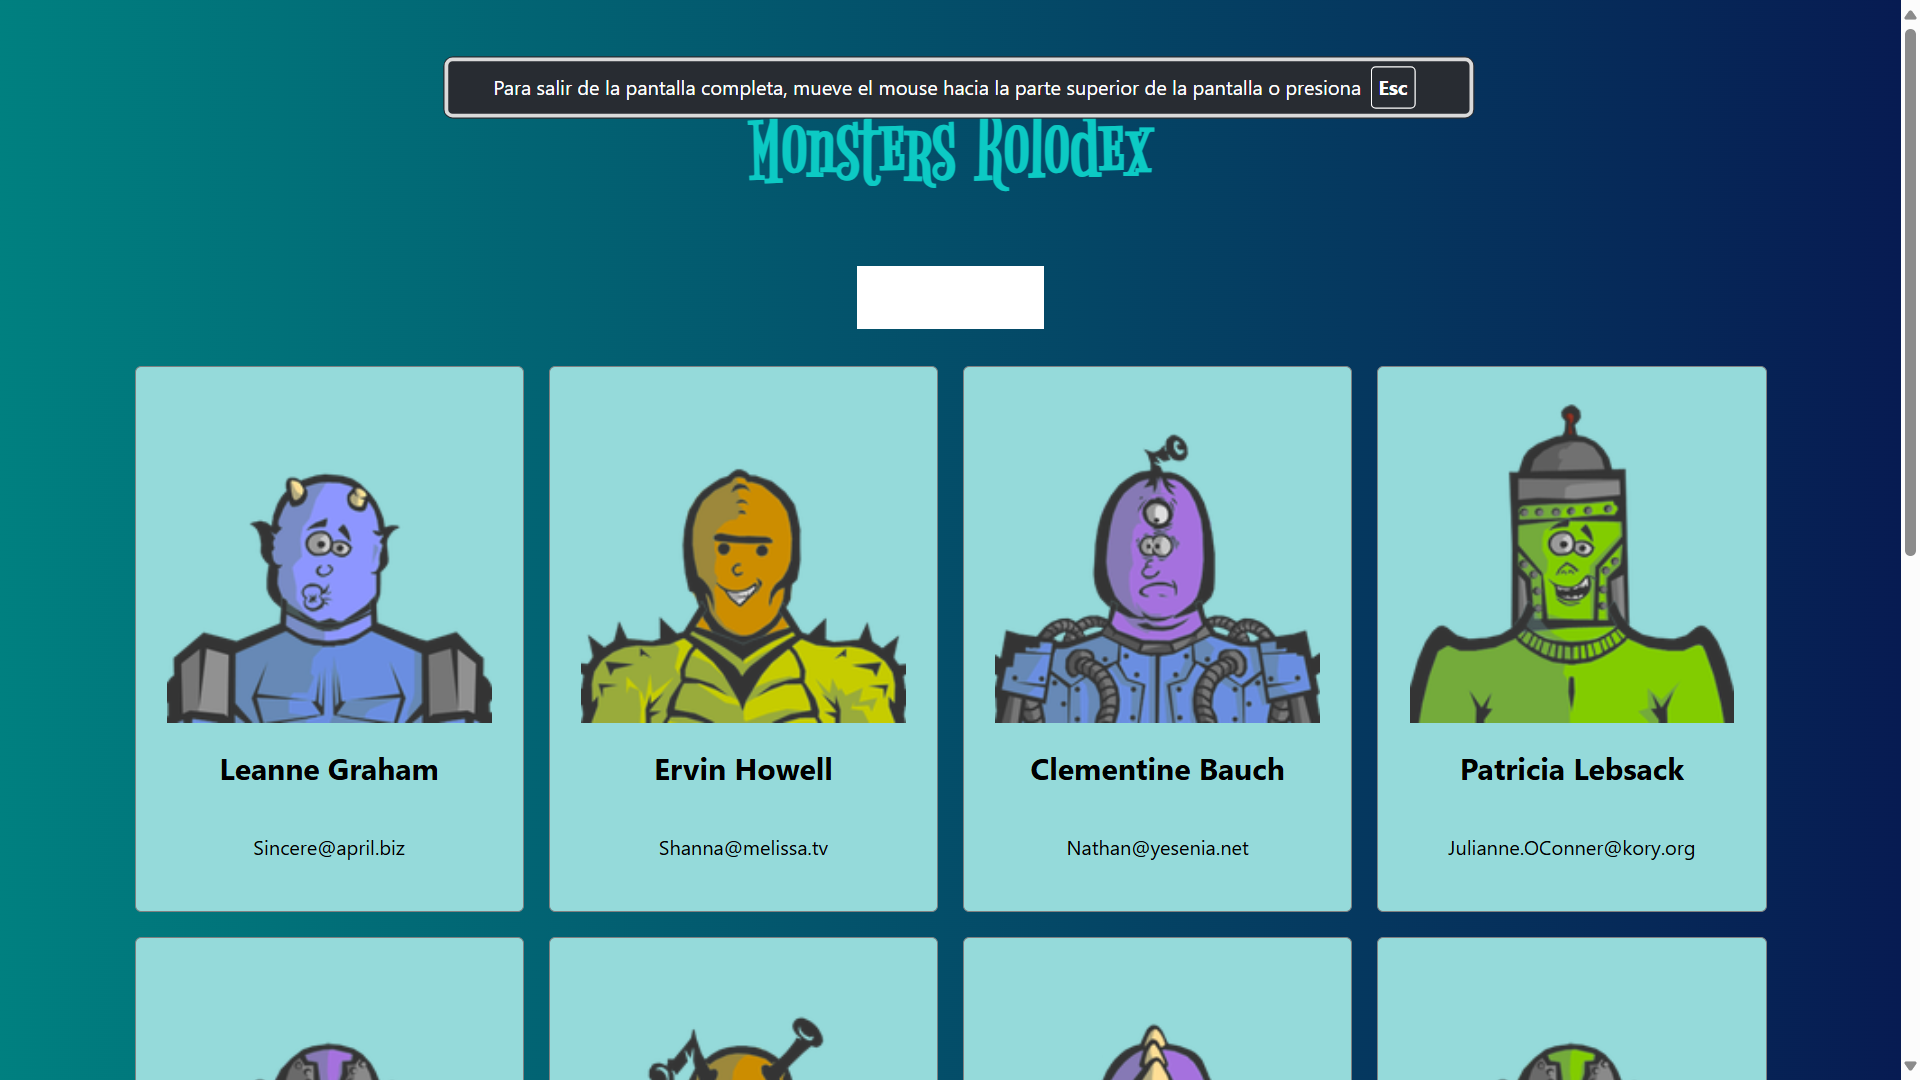 Para salir de la pantalla completa, mueve el mouse hacia la parte superior de la pantalla o presiona Esc
Monsters Rolodex
Leanne Graham
Ervin Howell
Clementine Bauch
Patricia Lebsack
Sincere@april.biz
Shanna@melissa.tv
Nathan@yesenia.net
Julianne.OConner@kory.org